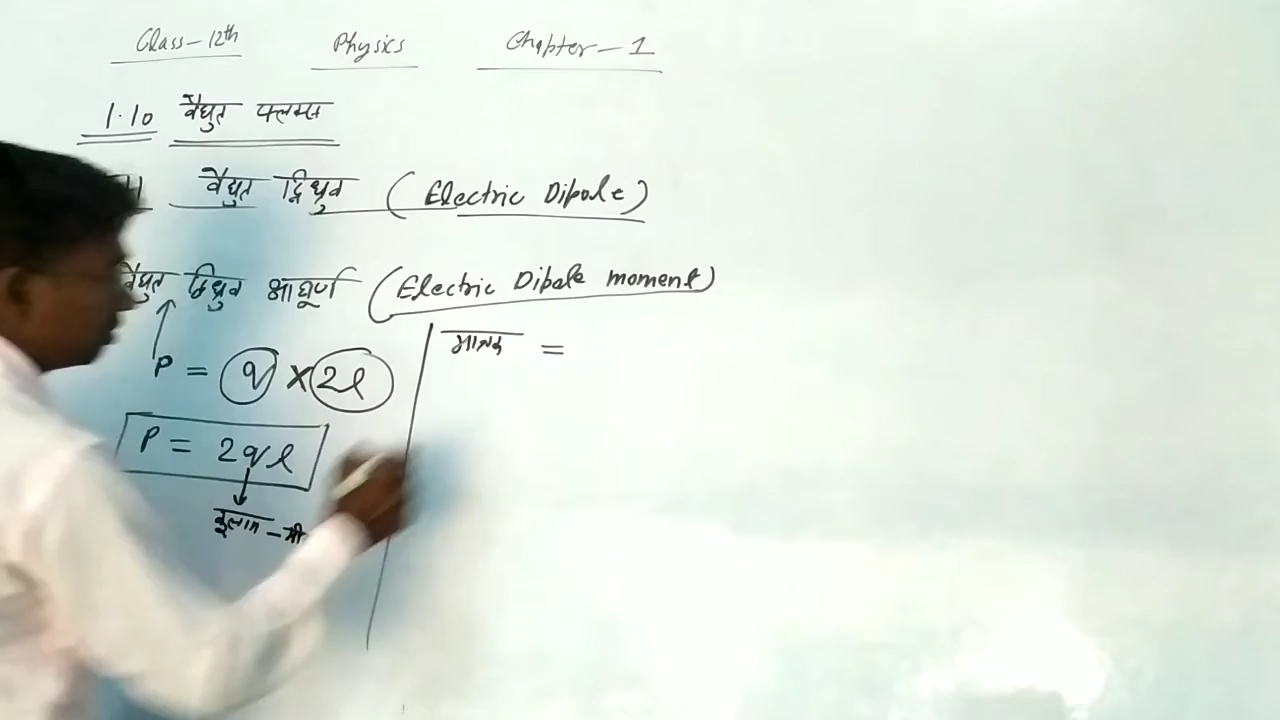 Class-12th Physics Chapter-1
1.10 वैद्युत फ्लक्स
वैद्युत द्विध्रुव (Electric Dipole)
वैद्युत द्विध्रुव आघूर्ण (Electric Dipole moment)
P = q × 2l
मात्रक =
P = 2ql